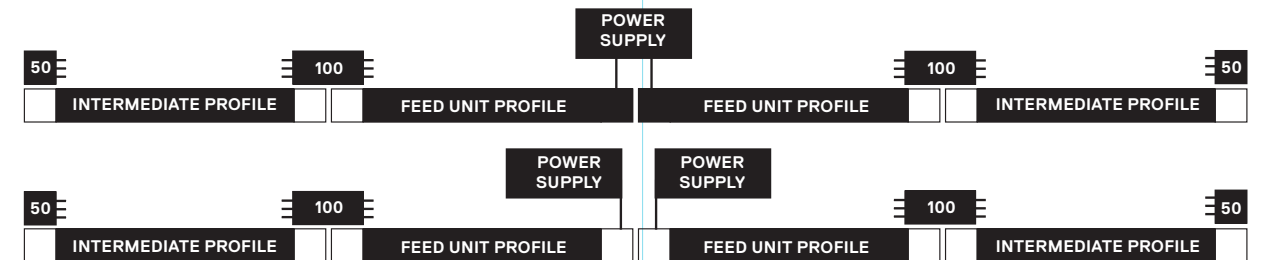 POWER
SUPPLY
50 100 100 50
INTERMEDIATE PROFILE FEED UNIT PROFILE FEED UNIT PROFILE INTERMEDIATE PROFILE
POWER POWER
SUPPLY SUPPLY
50 100 100 50
INTERMEDIATE PROFILE FEED UNIT PROFILE FEED UNIT PROFILE INTERMEDIATE PROFILE